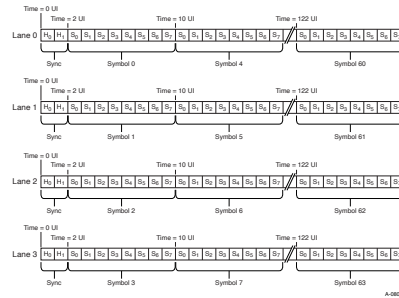 Time = 0 UI
Time = 2 UI Time = 10 UI Time = 122 UI
Lane 0 H0 H1 S0 S1 S2 S3 S4 S5 S6 S7 S0 S1 S2 S3 S4 S5 S6 S7 S0 S1 S2 S3 S4 S5 S6
Sync Symbol 0 Symbol 4 Symbol 60
Time = 0 UI
Time = 2 UI Time = 10 UI Time = 122 UI
Lane 1 H0 H1 S0 S1 S2 S3 S4 S5 S6 S7 S0 S1 S2 S3 S4 S5 S6 S7 S0 S1 S2 S3 S4 S5 S6
Sync Symbol 1 Symbol 5 Symbol 61
Time = 0 UI
Time = 2 UI Time = 10 UI Time = 122 UI
Lane 2 H0 H1 S0 S1 S2 S3 S4 S5 S6 S7 S0 S1 S2 S3 S4 S5 S6 S7 S0 S1 S2 S3 S4 S5 S6
Sync Symbol 2 Symbol 6 Symbol 62
Time = 0 UI
Time = 2 UI Time = 10 UI Time = 122 UI
Lane 3 H0 H1 S0 S1 S2 S3 S4 S5 S6 S7 S0 S1 S2 S3 S4 S5 S6 S7 S0 S1 S2 S3 S4 S5 S6
Sync Symbol 3 Symbol 7 Symbol 63